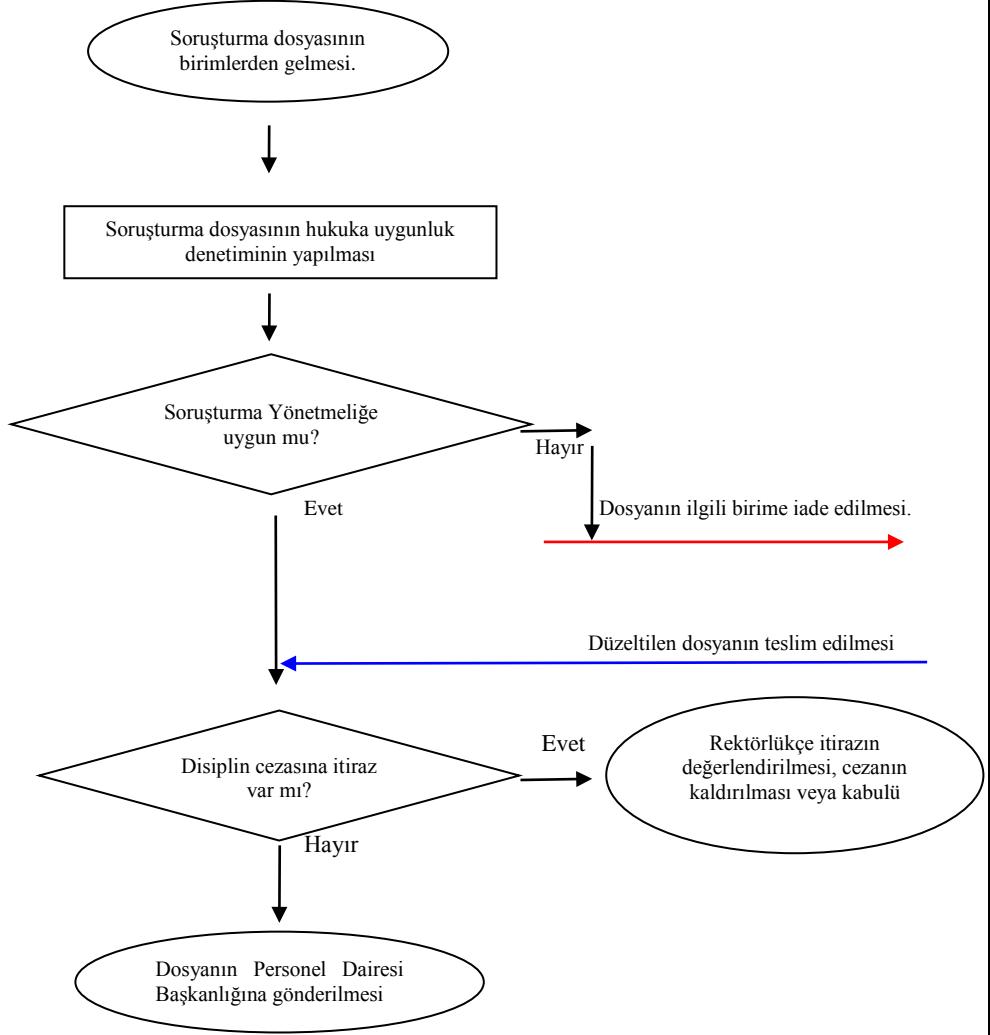 Soruşturma dosyasının
birimlerden gelmesi.
Soruşturma dosyasının hukuka uygunluk
denetiminin yapılması
Soruşturma Yönetmeliğe
uygun mu?
Hayır
Evet
Dosyanın ilgili birime iade edilmesi.
Düzeltilen dosyanın teslim edilmesi
Disiplin cezasına itiraz
var mı?
Evet
Rektörlükçe itirazın
değerlendirilmesi, cezanın
kaldırılması veya kabulü
Hayır
Dosyanın Personel Dairesi
Başkanlığına gönderilmesi